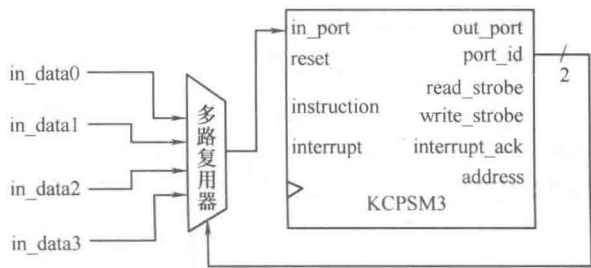 in_data0
in_data1
in_data2
in_data3
多路复用器
in_port
reset
instruction
interrupt
out_port
port_id
read_strobe
write_strobe
interrupt_ack
address
KCPSM3
2